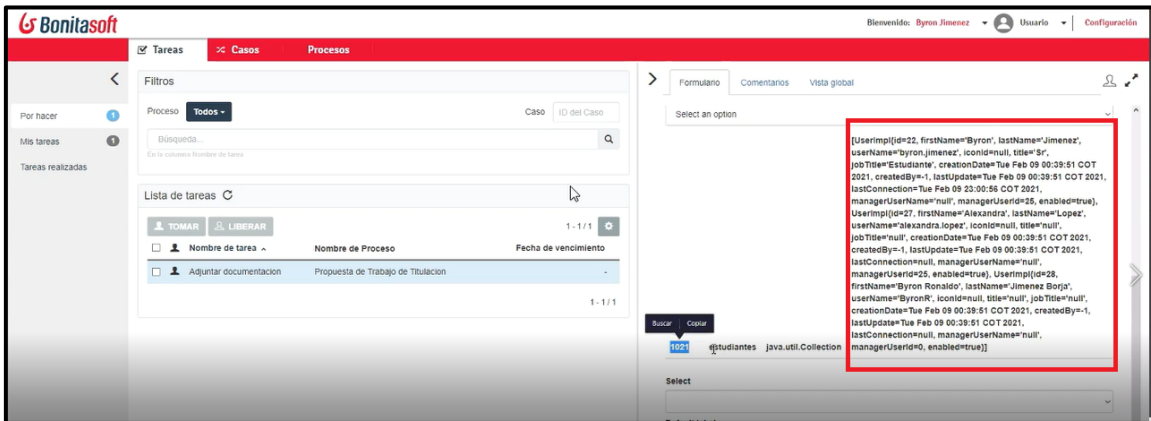 Bonitasoft
Bienvenido: Byron Jimenez Usuario Configuración
Tareas Casos Procesos
Por hacer 1
Mis tareas 1
Tareas realizadas
Filtros
Proceso Todos Caso ID del Caso
Búsqueda...
En la columna Nombre de tarea
Lista de tareas
TOMAR LIBERAR 1 - 1 / 1
Nombre de tarea Nombre de Proceso Fecha de vencimiento
Adjuntar documentacion Propuesta de Trabajo de Titulacion -
1 - 1 / 1
Formulario Comentarios Vista global
Select an option
[UserImpl{id=22, firstName='Byron', lastName='Jimenez',
userName='byron.jimenez', iconId=null, title='Sr',
jobTitle='Estudiante', creationDate=Tue Feb 09 00:39:51 COT
2021, createdBy=-1, lastUpdate=Tue Feb 09 00:39:51 COT 2021,
lastConnection=Tue Feb 09 23:00:56 COT 2021,
managerUserName='null', managerUserId=25, enabled=true},
UserImpl{id=27, firstName='Alexandra', lastName='Lopez',
userName='alexandra.lopez', iconId=null, title='null',
jobTitle='null', creationDate=Tue Feb 09 00:39:51 COT 2021,
createdBy=-1, lastUpdate=Tue Feb 09 00:39:51 COT 2021,
lastConnection=null, managerUserName='null',
managerUserId=25, enabled=true}, UserImpl{id=28,
firstName='Byron Ronaldo', lastName='Jimenez Borja',
userName='ByronR', iconId=null, title='null', jobTitle='null',
creationDate=Tue Feb 09 00:39:51 COT 2021, createdBy=-1,
lastUpdate=Tue Feb 09 00:39:51 COT 2021,
lastConnection=null, managerUserName='null',
managerUserId=0, enabled=true}]
Buscar Copiar
1021 estudiantes java.util.Collection
Select